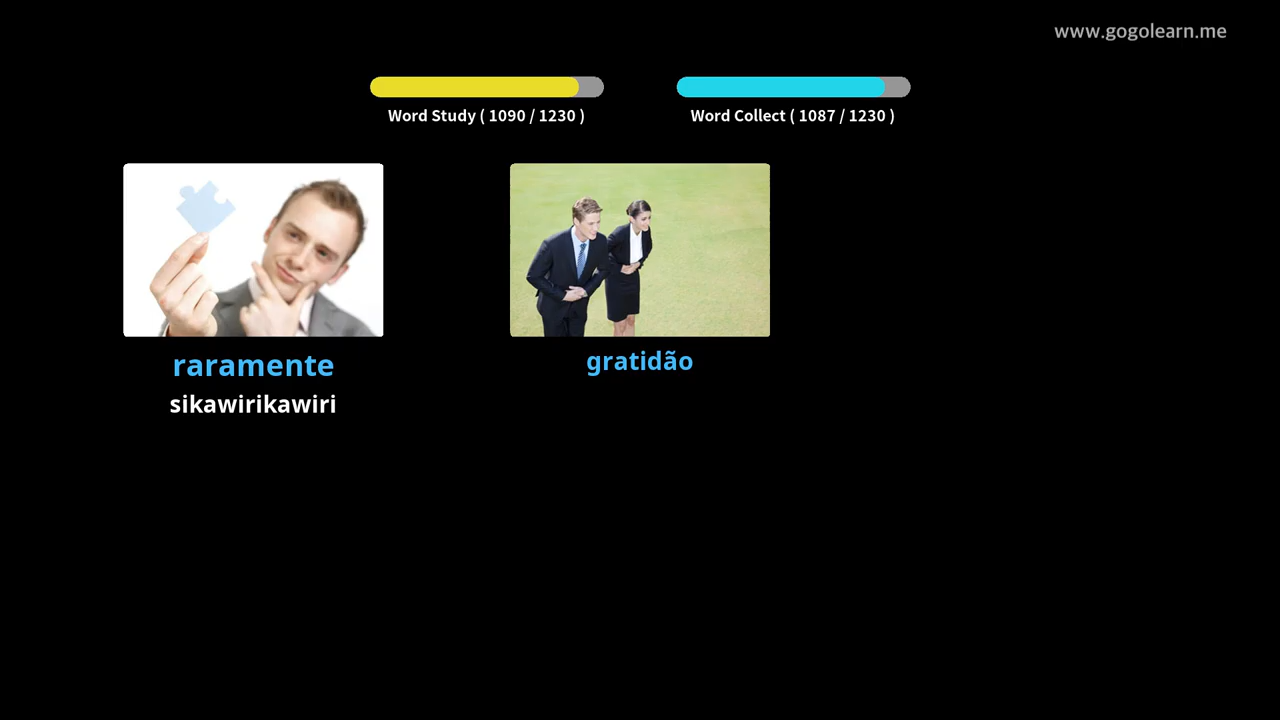 www.gogolearn.me
Word Study ( 1090 / 1230 )
Word Collect ( 1087 / 1230 )
raramente
sikawirikawiri
gratidão